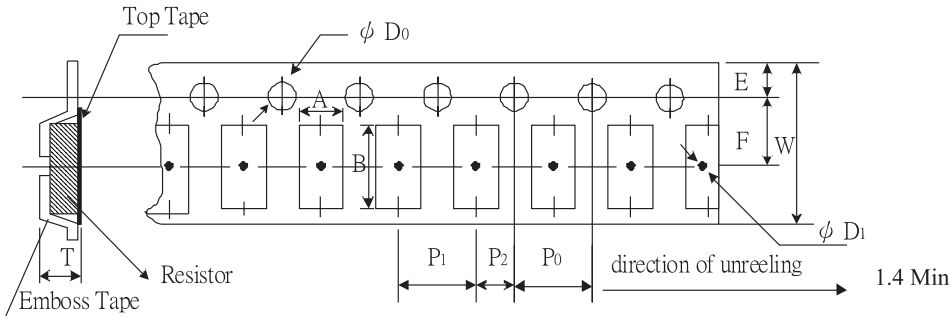 Top Tape
ϕ D0
A
E
F
W
B
ϕ D1
T
Resistor
P1
P2
P0
direction of unreeling
1.4 Min
Emboss Tape